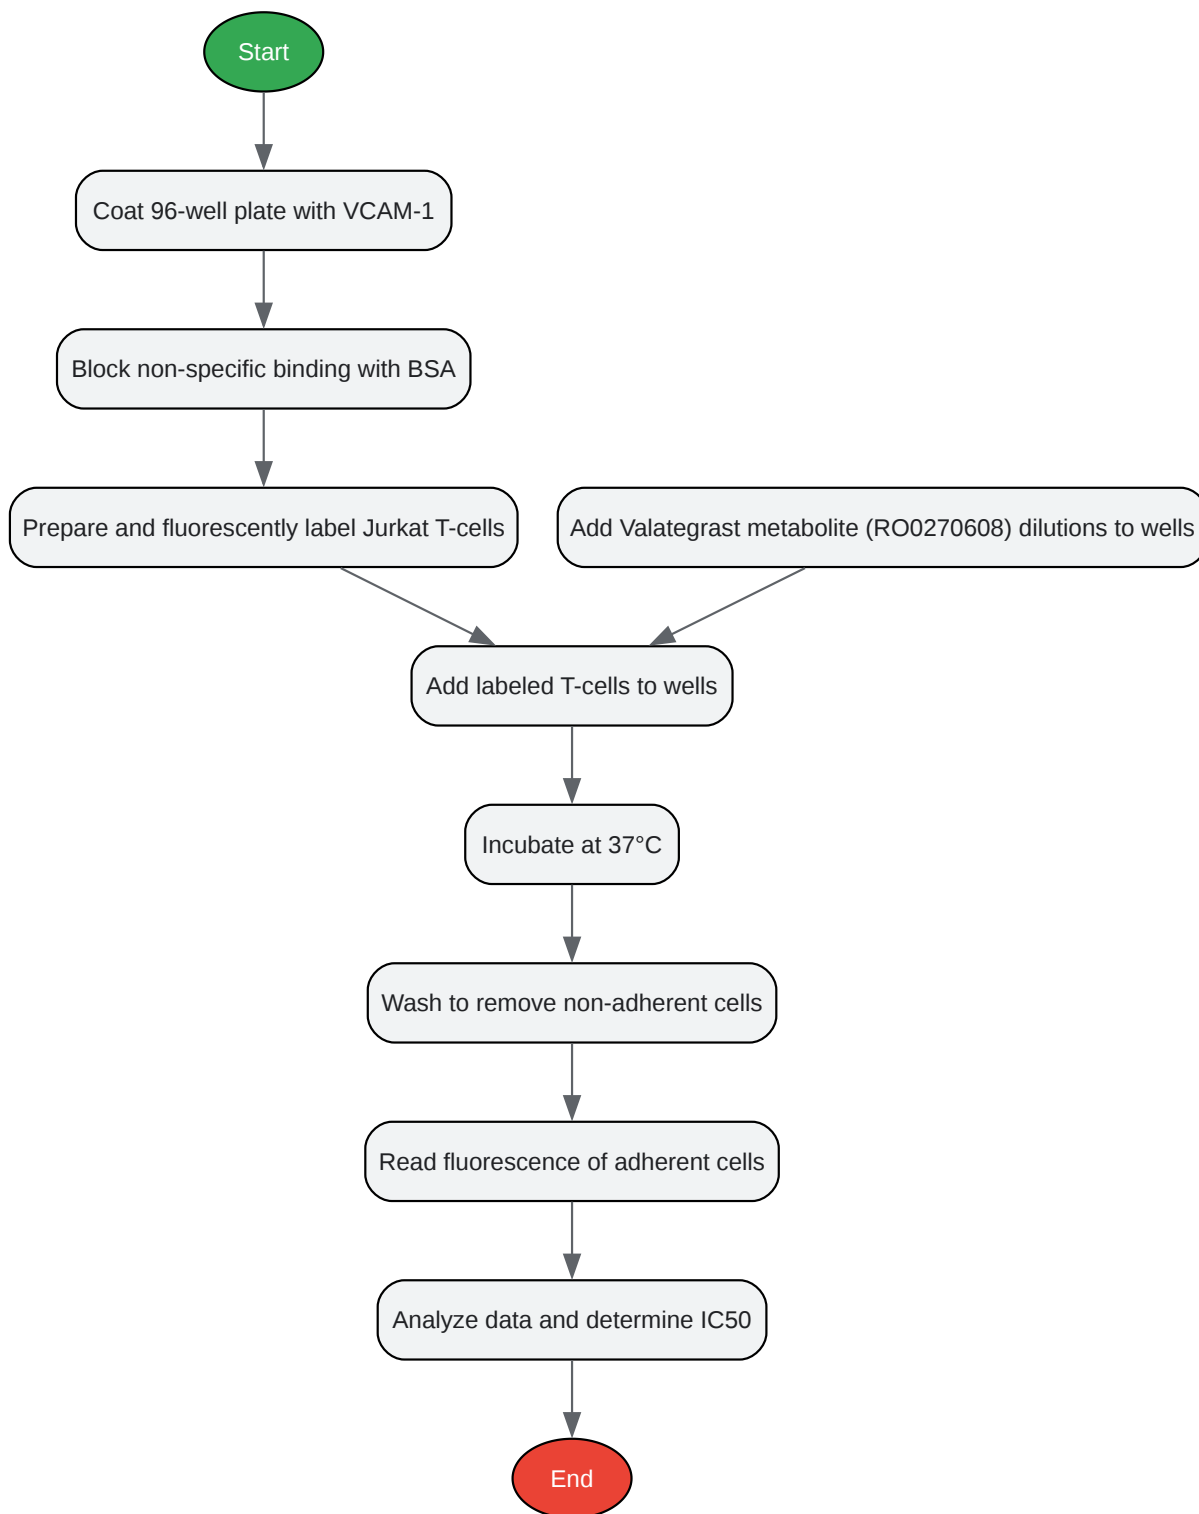 Start
Coat 96-well plate with VCAM-1
Block non-specific binding with BSA
Prepare and fluorescently label Jurkat T-cells
Add Valategrast metabolite (RO0270608) dilutions to wells
Add labeled T-cells to wells
Incubate at 37°C
Wash to remove non-adherent cells
Read fluorescence of adherent cells
Analyze data and determine IC50
End